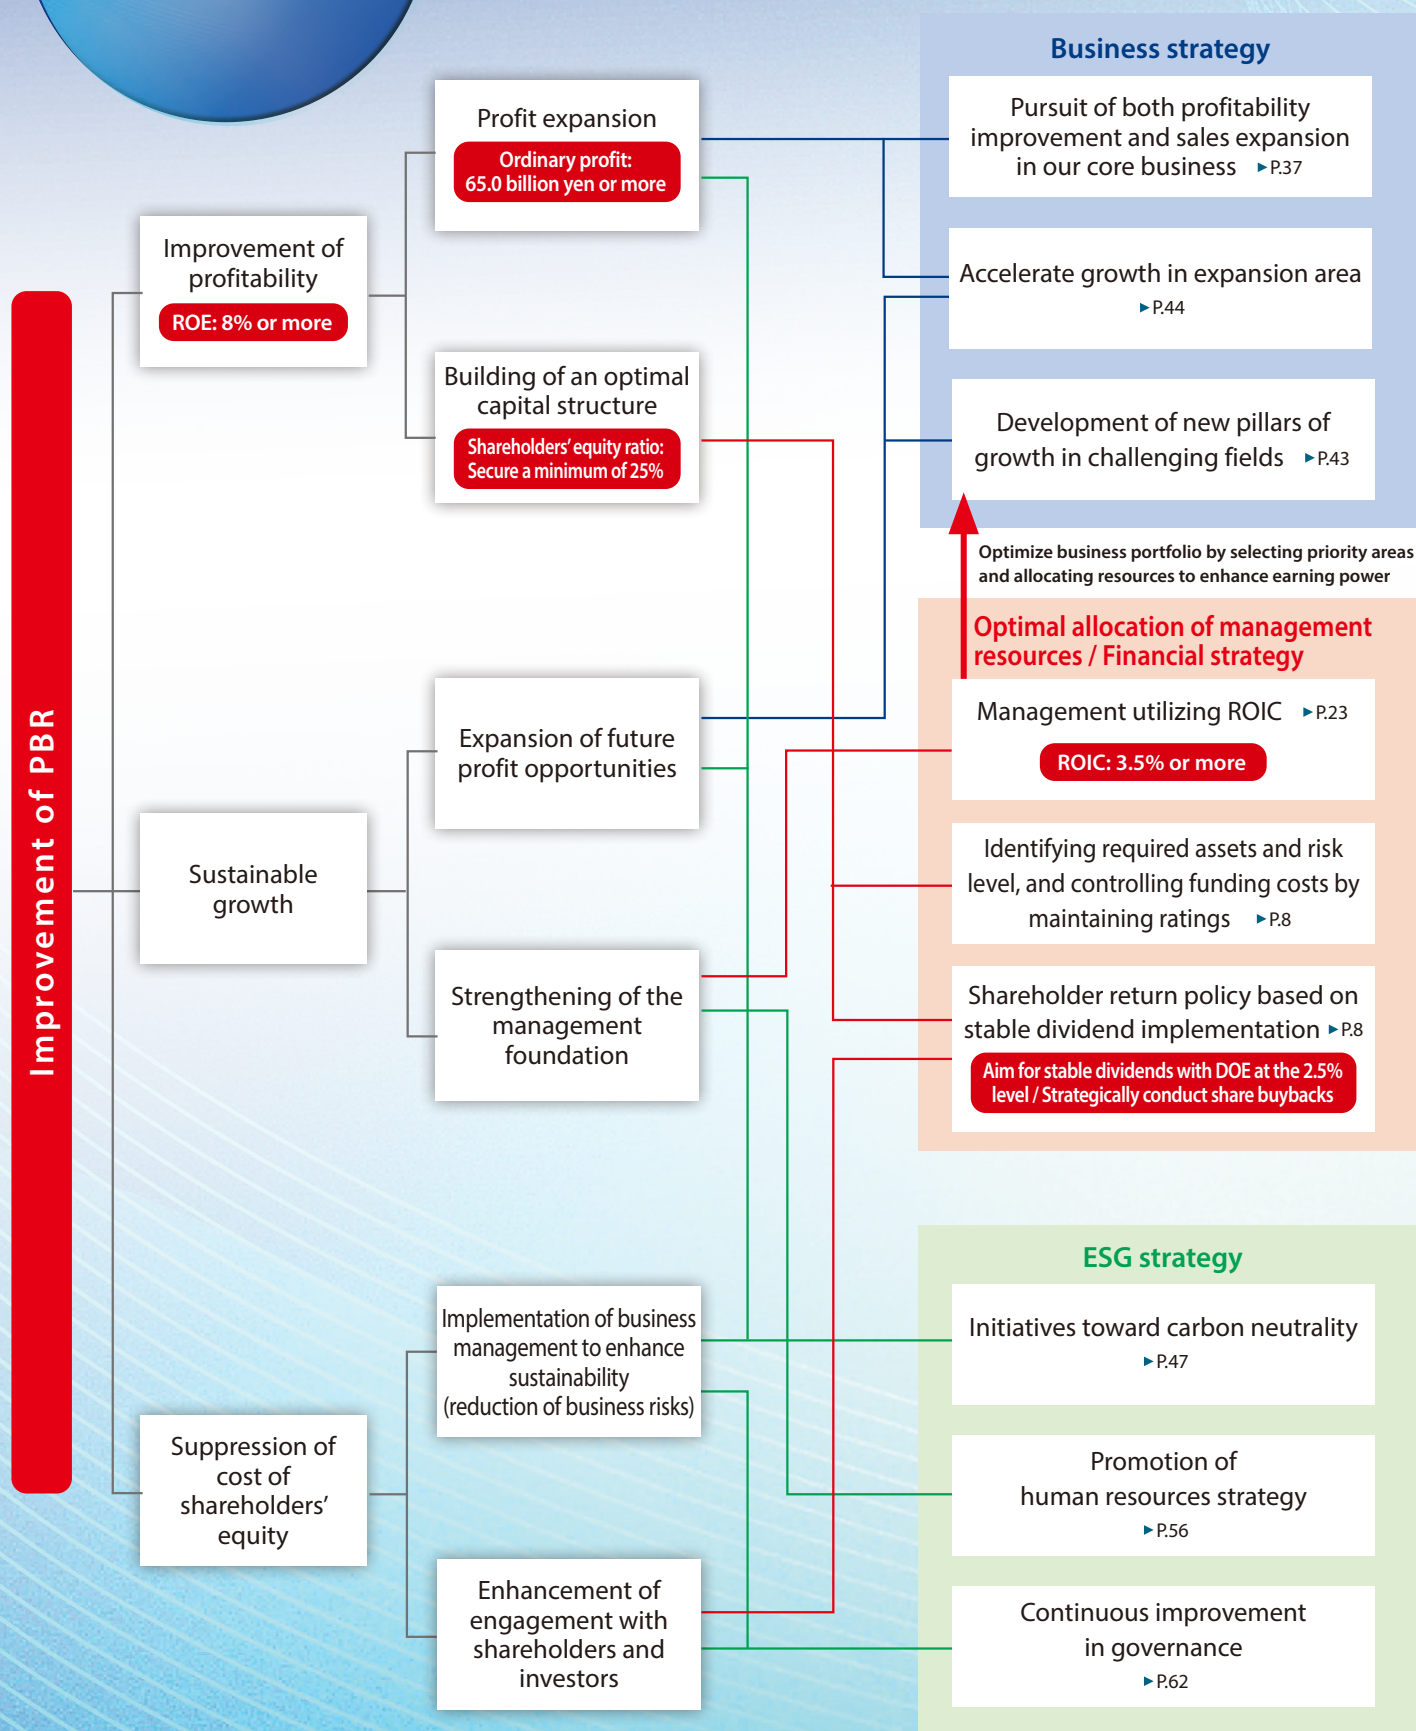 Improvement of PBR
Improvement of
profitability
ROE: 8% or more
Sustainable
growth
Suppression of
cost of
shareholders’
equity
Profit expansion
Ordinary profit:
65.0 billion yen or more
Building of an optimal
capital structure
Shareholders’ equity ratio:
Secure a minimum of 25%
Expansion of future
profit opportunities
Strengthening of the
management
foundation
Implementation of business
management to enhance
sustainability
(reduction of business risks)
Enhancement of
engagement with
shareholders and
investors
Business strategy
Pursuit of both profitability
improvement and sales expansion
in our core business ▶P.37
Accelerate growth in expansion area
▶P.44
Development of new pillars of
growth in challenging fields ▶P.43
Optimize business portfolio by selecting priority areas
and allocating resources to enhance earning power
Optimal allocation of management
resources / Financial strategy
Management utilizing ROIC ▶P.23
ROIC: 3.5% or more
Identifying required assets and risk
level, and controlling funding costs by
maintaining ratings ▶P.8
Shareholder return policy based on
stable dividend implementation ▶P.8
Aim for stable dividends with DOE at the 2.5%
level / Strategically conduct share buybacks
ESG strategy
Initiatives toward carbon neutrality
▶P.47
Promotion of
human resources strategy
▶P.56
Continuous improvement
in governance
▶P.62